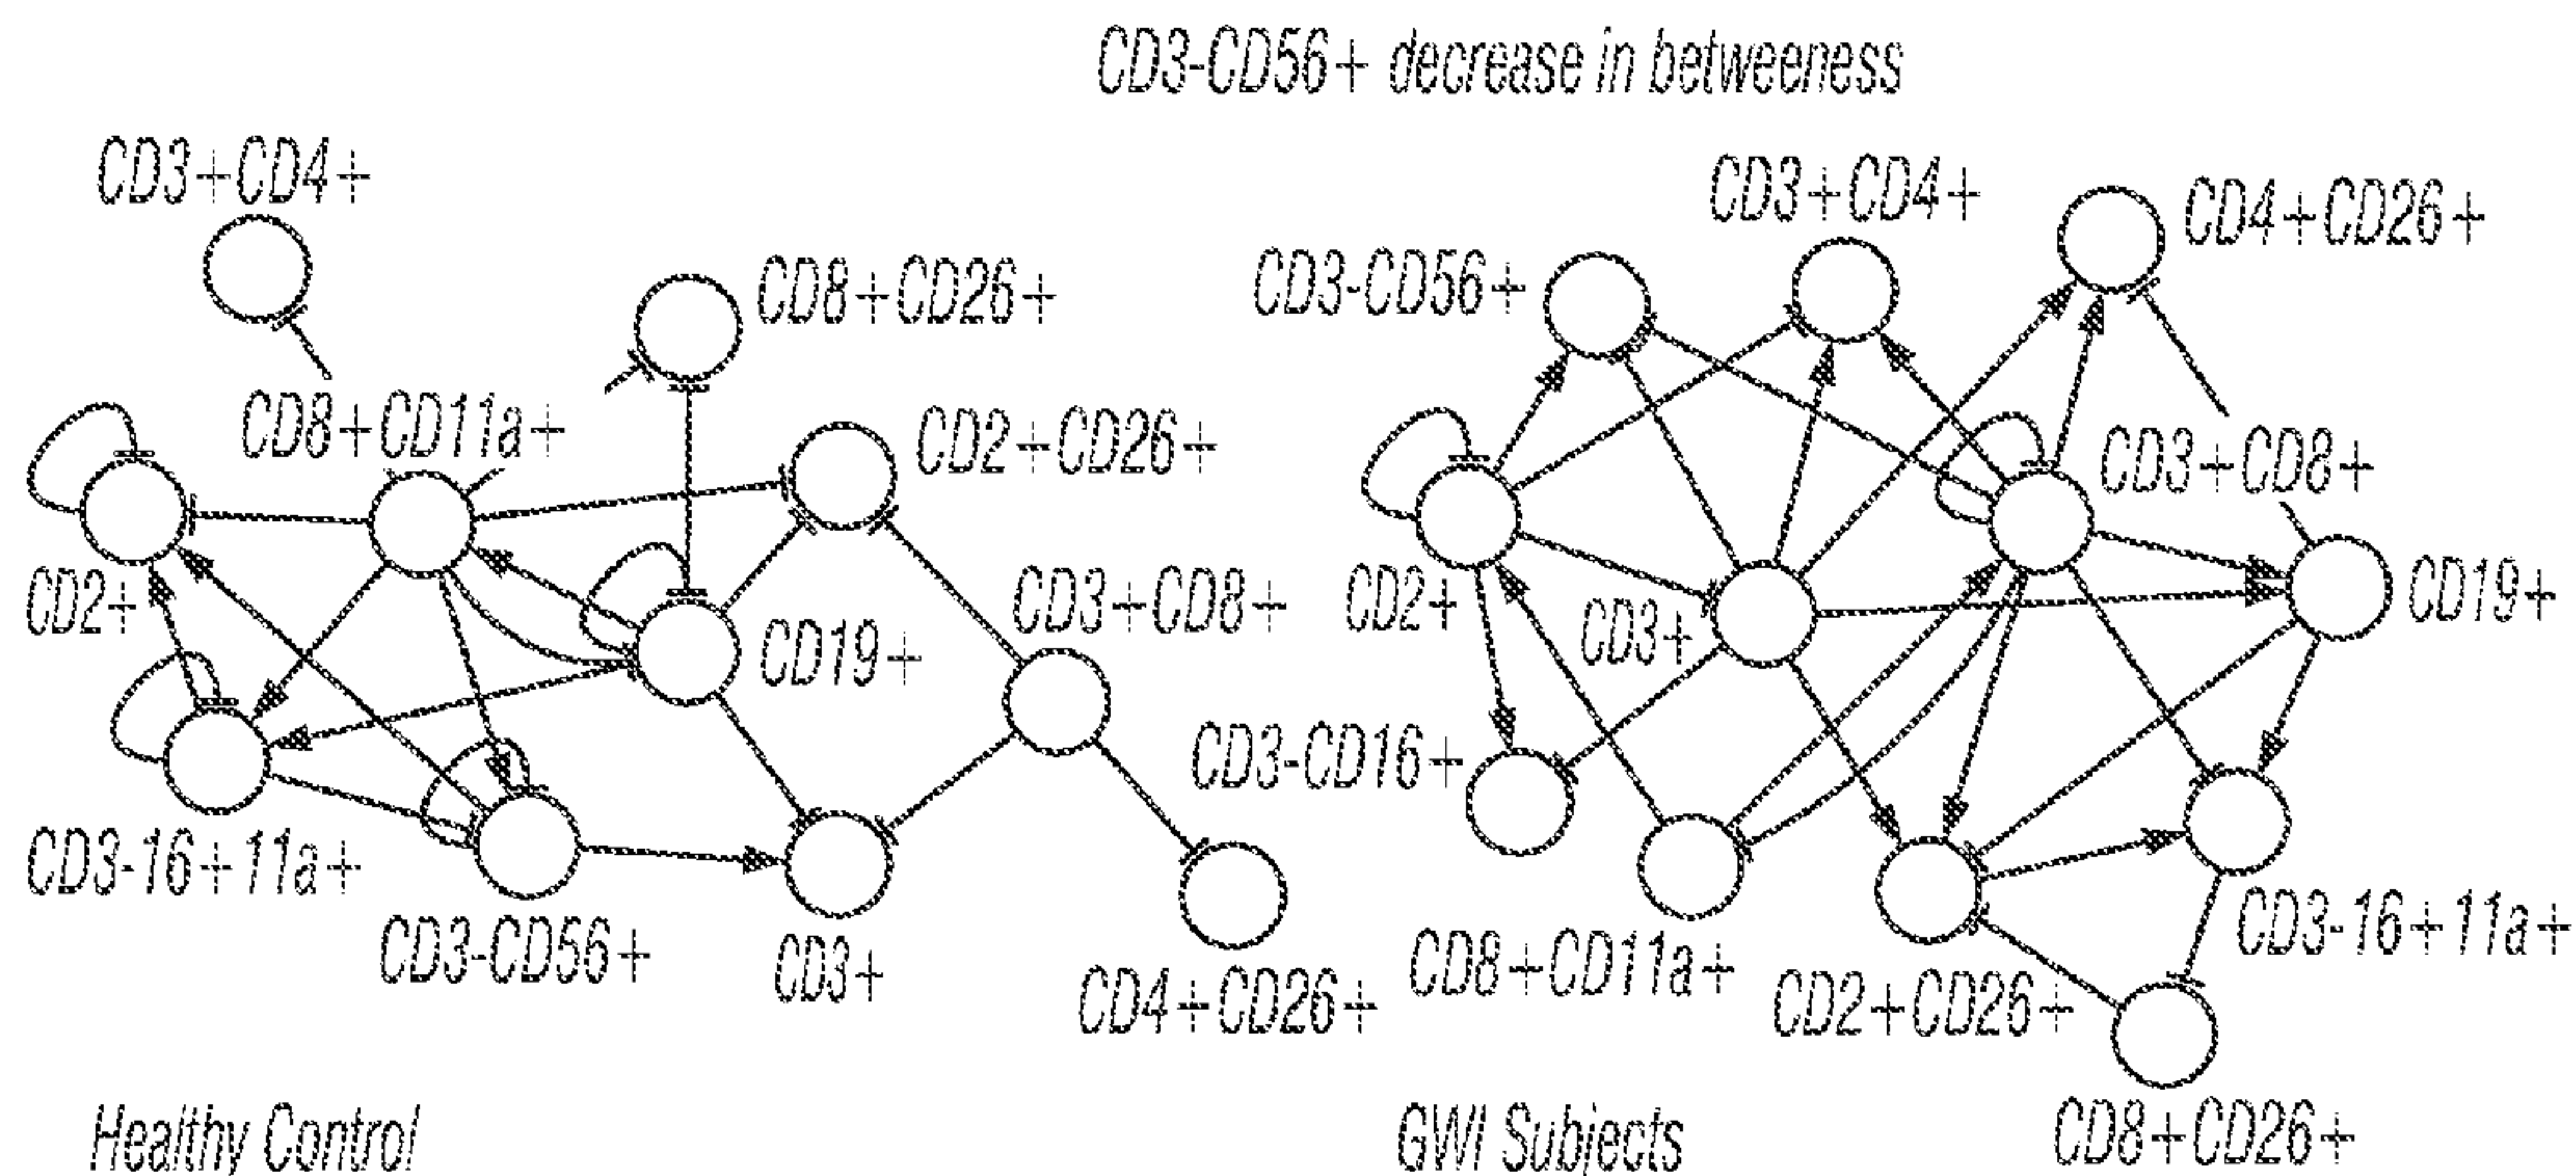 CD3-CD56+ decrease in betweeness
CD3+CD4+
CD8+CD26+
CD8+CD11a+
CD2+CD26+
CD2+
CD19+
CD3+CD8+
CD3-16+11a+
CD3-CD56+
CD3+
CD4+CD26+
Healthy Control
CD3+CD4+
CD4+CD26+
CD3-CD56+
CD3+CD8+
CD2+
CD3+
CD19+
CD3-CD16+
CD8+CD11a+
CD2+CD26+
CD3-16+11a+
CD8+CD26+
GWI Subjects